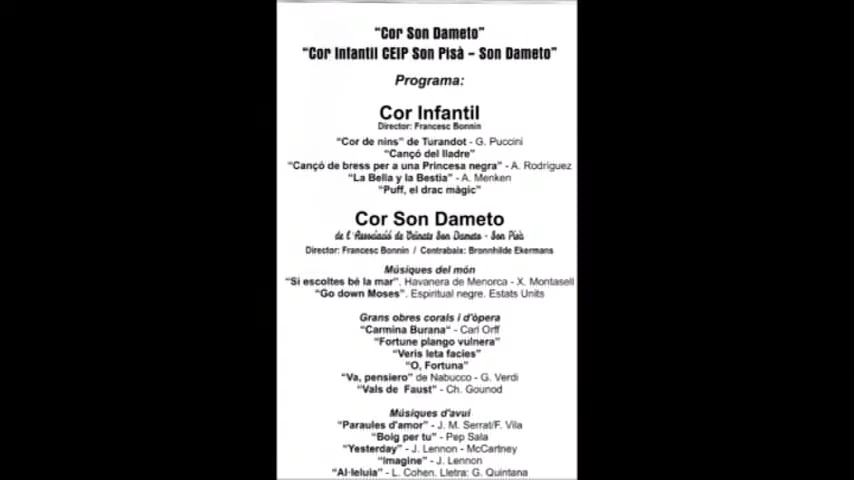 “Cor Son Dameto”
“Cor Infantil CEIP Son Pisà – Son Dameto”
Programa:
Cor Infantil
Director: Francesc Bonnin
“Cor de nins” de Turandot - G. Puccini
“Cançó del lladre”
“Cançó de bress per a una Princesa negra” - A. Rodríguez
“La Bella y la Bestia” - A. Menken
“Puff, el drac màgic”
Cor Son Dameto
de l'Associació de Veinats Son Dameto - Son Pisà
Director: Francesc Bonnin / Contrabaix: Bronnhilde Ekermans
Músiques del món
“Si escoltes bé la mar”. Havanera de Menorca - X. Montasell
“Go down Moses”. Espiritual negre. Estats Units
Grans obres corals i d'òpera
“Carmina Burana” - Carl Orff
“Fortune plango vulnera”
“Veris leta facies”
“O, Fortuna”
“Va, pensiero” de Nabucco - G. Verdi
“Vals de Faust” - Ch. Gounod
Músiques d'avui
“Paraules d'amor” - J. M. Serrat/F. Vila
“Boig per tu” - Pep Sala
“Yesterday” - J. Lennon - McCartney
“Imagine” - J. Lennon
“Al·leluia” - L. Cohen. Lletra: G. Quintana